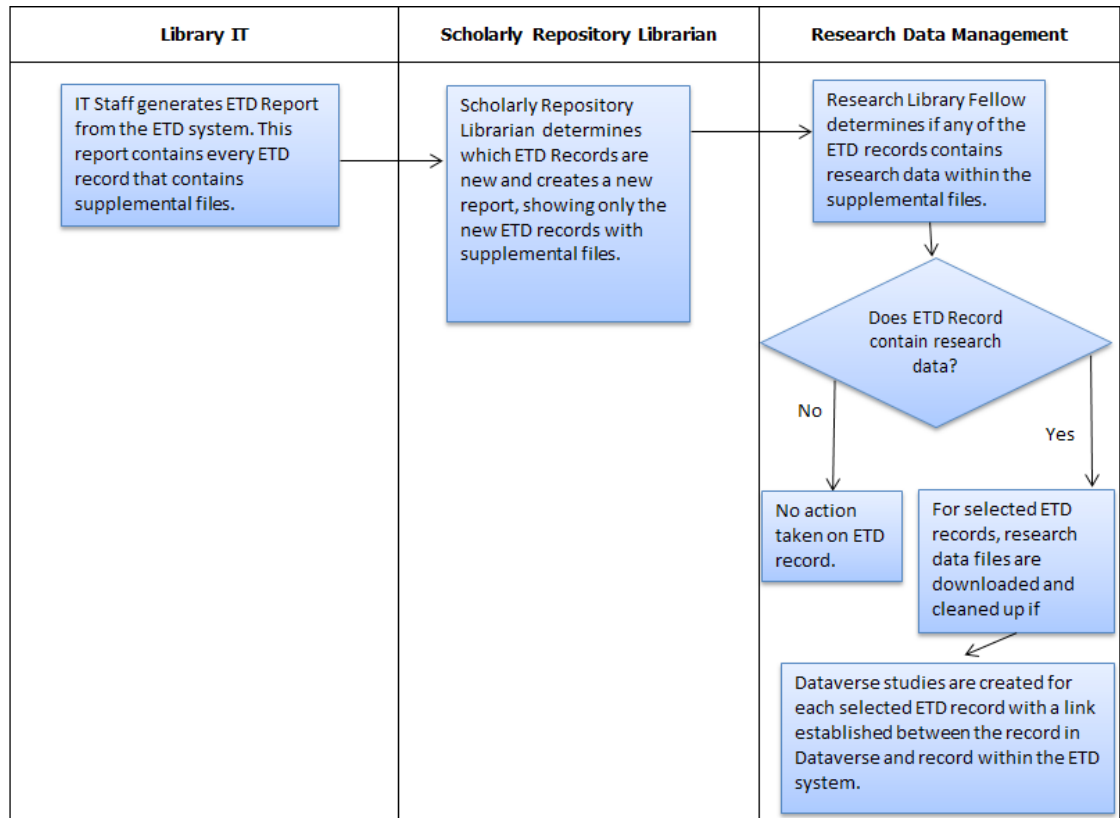 Library IT
Scholarly Repository Librarian
Research Data Management
IT Staff generates ETD Report
from the ETD system. This
report contains every ETD
record that contains
supplemental files.
Scholarly Repository
Librarian determines
which ETD Records are
new and creates a new
report, showing only the
new ETD records with
supplemental files.
Research Library Fellow
determines if any of the
ETD records contains
research data within the
supplemental files.
Does ETD Record
contain research
data?
No
Yes
No action
taken on ETD
record.
For selected ETD
records, research
data files are
downloaded and
cleaned up if
Dataverse studies are created for
each selected ETD record with a link
established between the record in
Dataverse and record within the ETD
system.